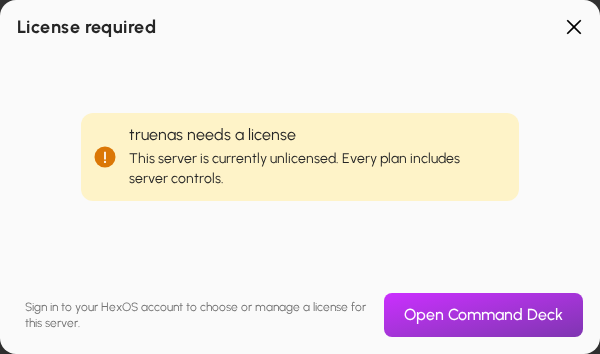 License required
truenas needs a license
This server is currently unlicensed. Every plan includes
server controls.
Sign in to your HexOS account to choose or manage a license for
this server.
Open Command Deck